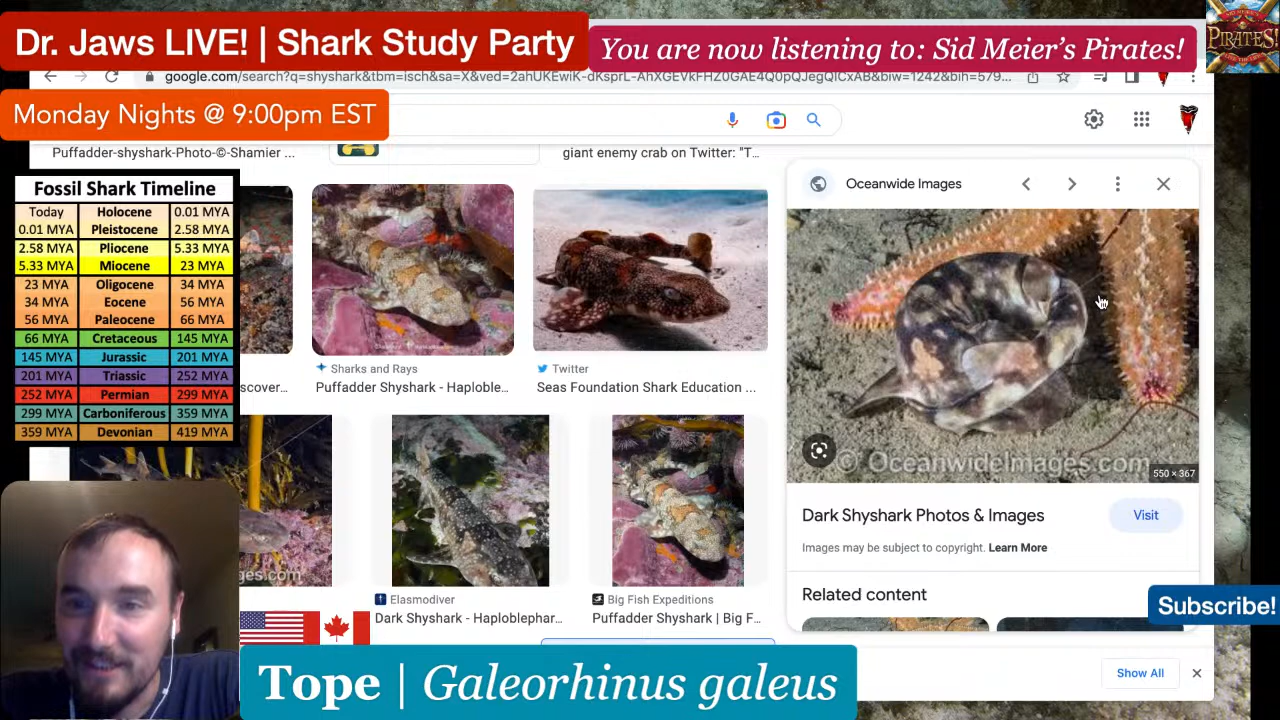 Dr. Jaws LIVE! | Shark Study Party
You are now listening to: Sid Meier's Pirates!
PIRATES!
google.com/search?q=shyshark&tbm=isch&sa=X&ved=2ahUKEwiK-dKsprL-AhXGEVkFHZ0GAE4Q0pQJegQICxAB&biw=1242&bih=579...
Monday Nights @ 9:00pm EST
Puffadder-shyshark-Photo-©-Shamier ...
giant enemy crab on Twitter: "T...
Oceanwide Images
Fossil Shark Timeline
Today Holocene 0.01 MYA
0.01 MYA Pleistocene 2.58 MYA
2.58 MYA Pliocene 5.33 MYA
5.33 MYA Miocene 23 MYA
23 MYA Oligocene 34 MYA
34 MYA Eocene 56 MYA
56 MYA Paleocene 66 MYA
66 MYA Cretaceous 145 MYA
145 MYA Jurassic 201 MYA
201 MYA Triassic 252 MYA
252 MYA Permian 299 MYA
299 MYA Carboniferous 359 MYA
359 MYA Devonian 419 MYA
scover...
Sharks and Rays
Puffadder Shyshark - Haploble...
Twitter
Seas Foundation Shark Education ...
© OceanwideImages.com
550 × 367
Dark Shyshark Photos & Images
Visit
Images may be subject to copyright. Learn More
Related content
ges.com
Elasmodiver
Dark Shyshark - Haploblephar...
Big Fish Expeditions
Puffadder Shyshark | Big F...
Subscribe!
Tope | Galeorhinus galeus
Show All